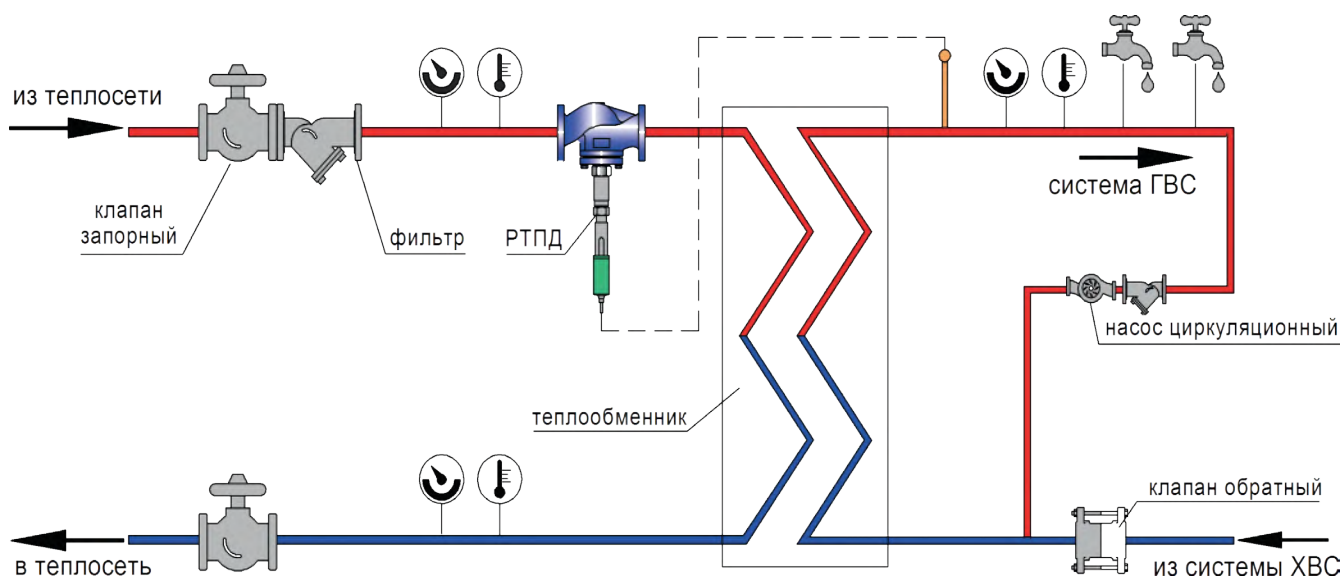 из теплосети
клапан
запорный
фильтр
РТПД
система ГВС
насос циркуляционный
теплообменник
клапан обратный
в теплосеть
из системы ХВС